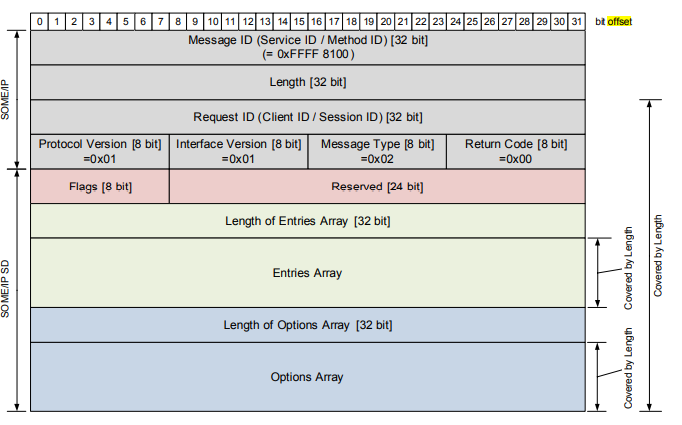 0 1 2 3 4 5 6 7 8 9 10 11 12 13 14 15 16 17 18 19 20 21 22 23 24 25 26 27 28 29 30 31 bit offset
Message ID (Service ID / Method ID) [32 bit]
(= 0xFFFF 8100)
Length [32 bit]
Request ID (Client ID / Session ID) [32 bit]
Protocol Version [8 bit]
=0x01
Interface Version [8 bit]
=0x01
Message Type [8 bit]
=0x02
Return Code [8 bit]
=0x00
SOME/IP
Flags [8 bit]
Reserved [24 bit]
Length of Entries Array [32 bit]
Entries Array
Length of Options Array [32 bit]
Options Array
SOME/IP SD
Covered by Length
Covered by Length
Covered by Length